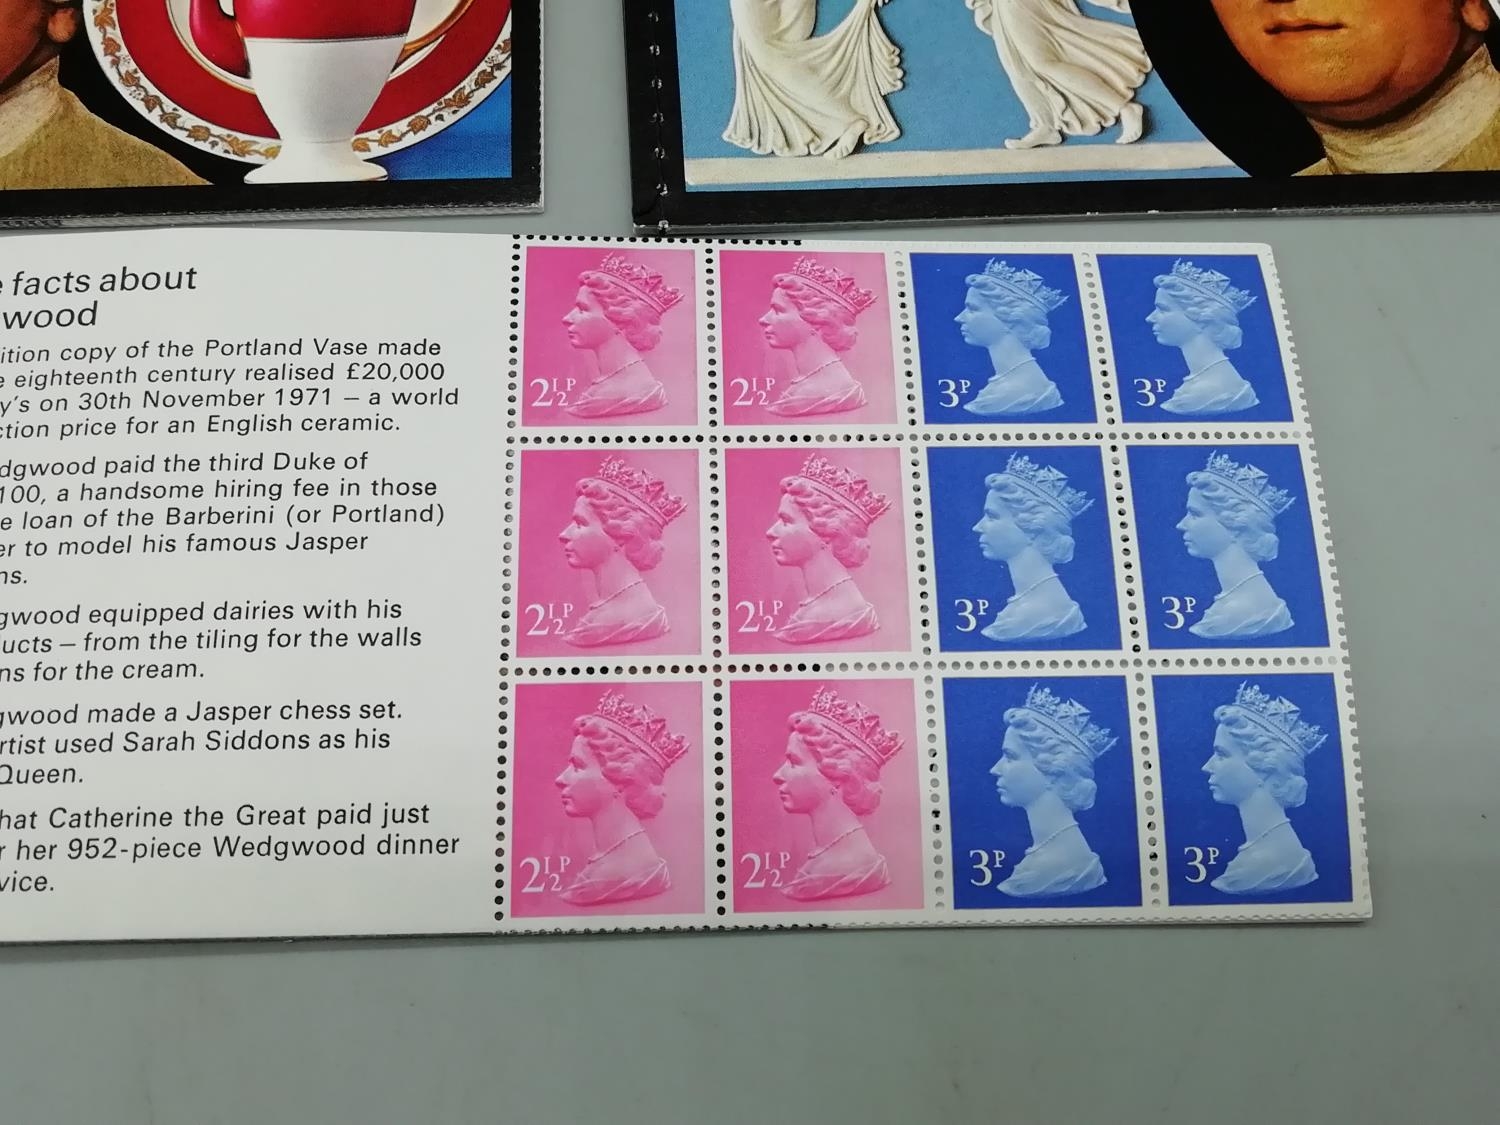 facts about
wood
ition copy of the Portland Vase made
eighteenth century realised £20,000
y's on 30th November 1971 – a world
ction price for an English ceramic.
dgwood paid the third Duke of
100, a handsome hiring fee in those
e loan of the Barberini (or Portland)
er to model his famous Jasper
ns.
gwood equipped dairies with his
ucts – from the tiling for the walls
ns for the cream.
gwood made a Jasper chess set.
rtist used Sarah Siddons as his
Queen.
hat Catherine the Great paid just
r her 952-piece Wedgwood dinner
vice.
2½P 2½P 3P 3P
2½P 2½P 3P 3P
2½P 2½P 3P 3P